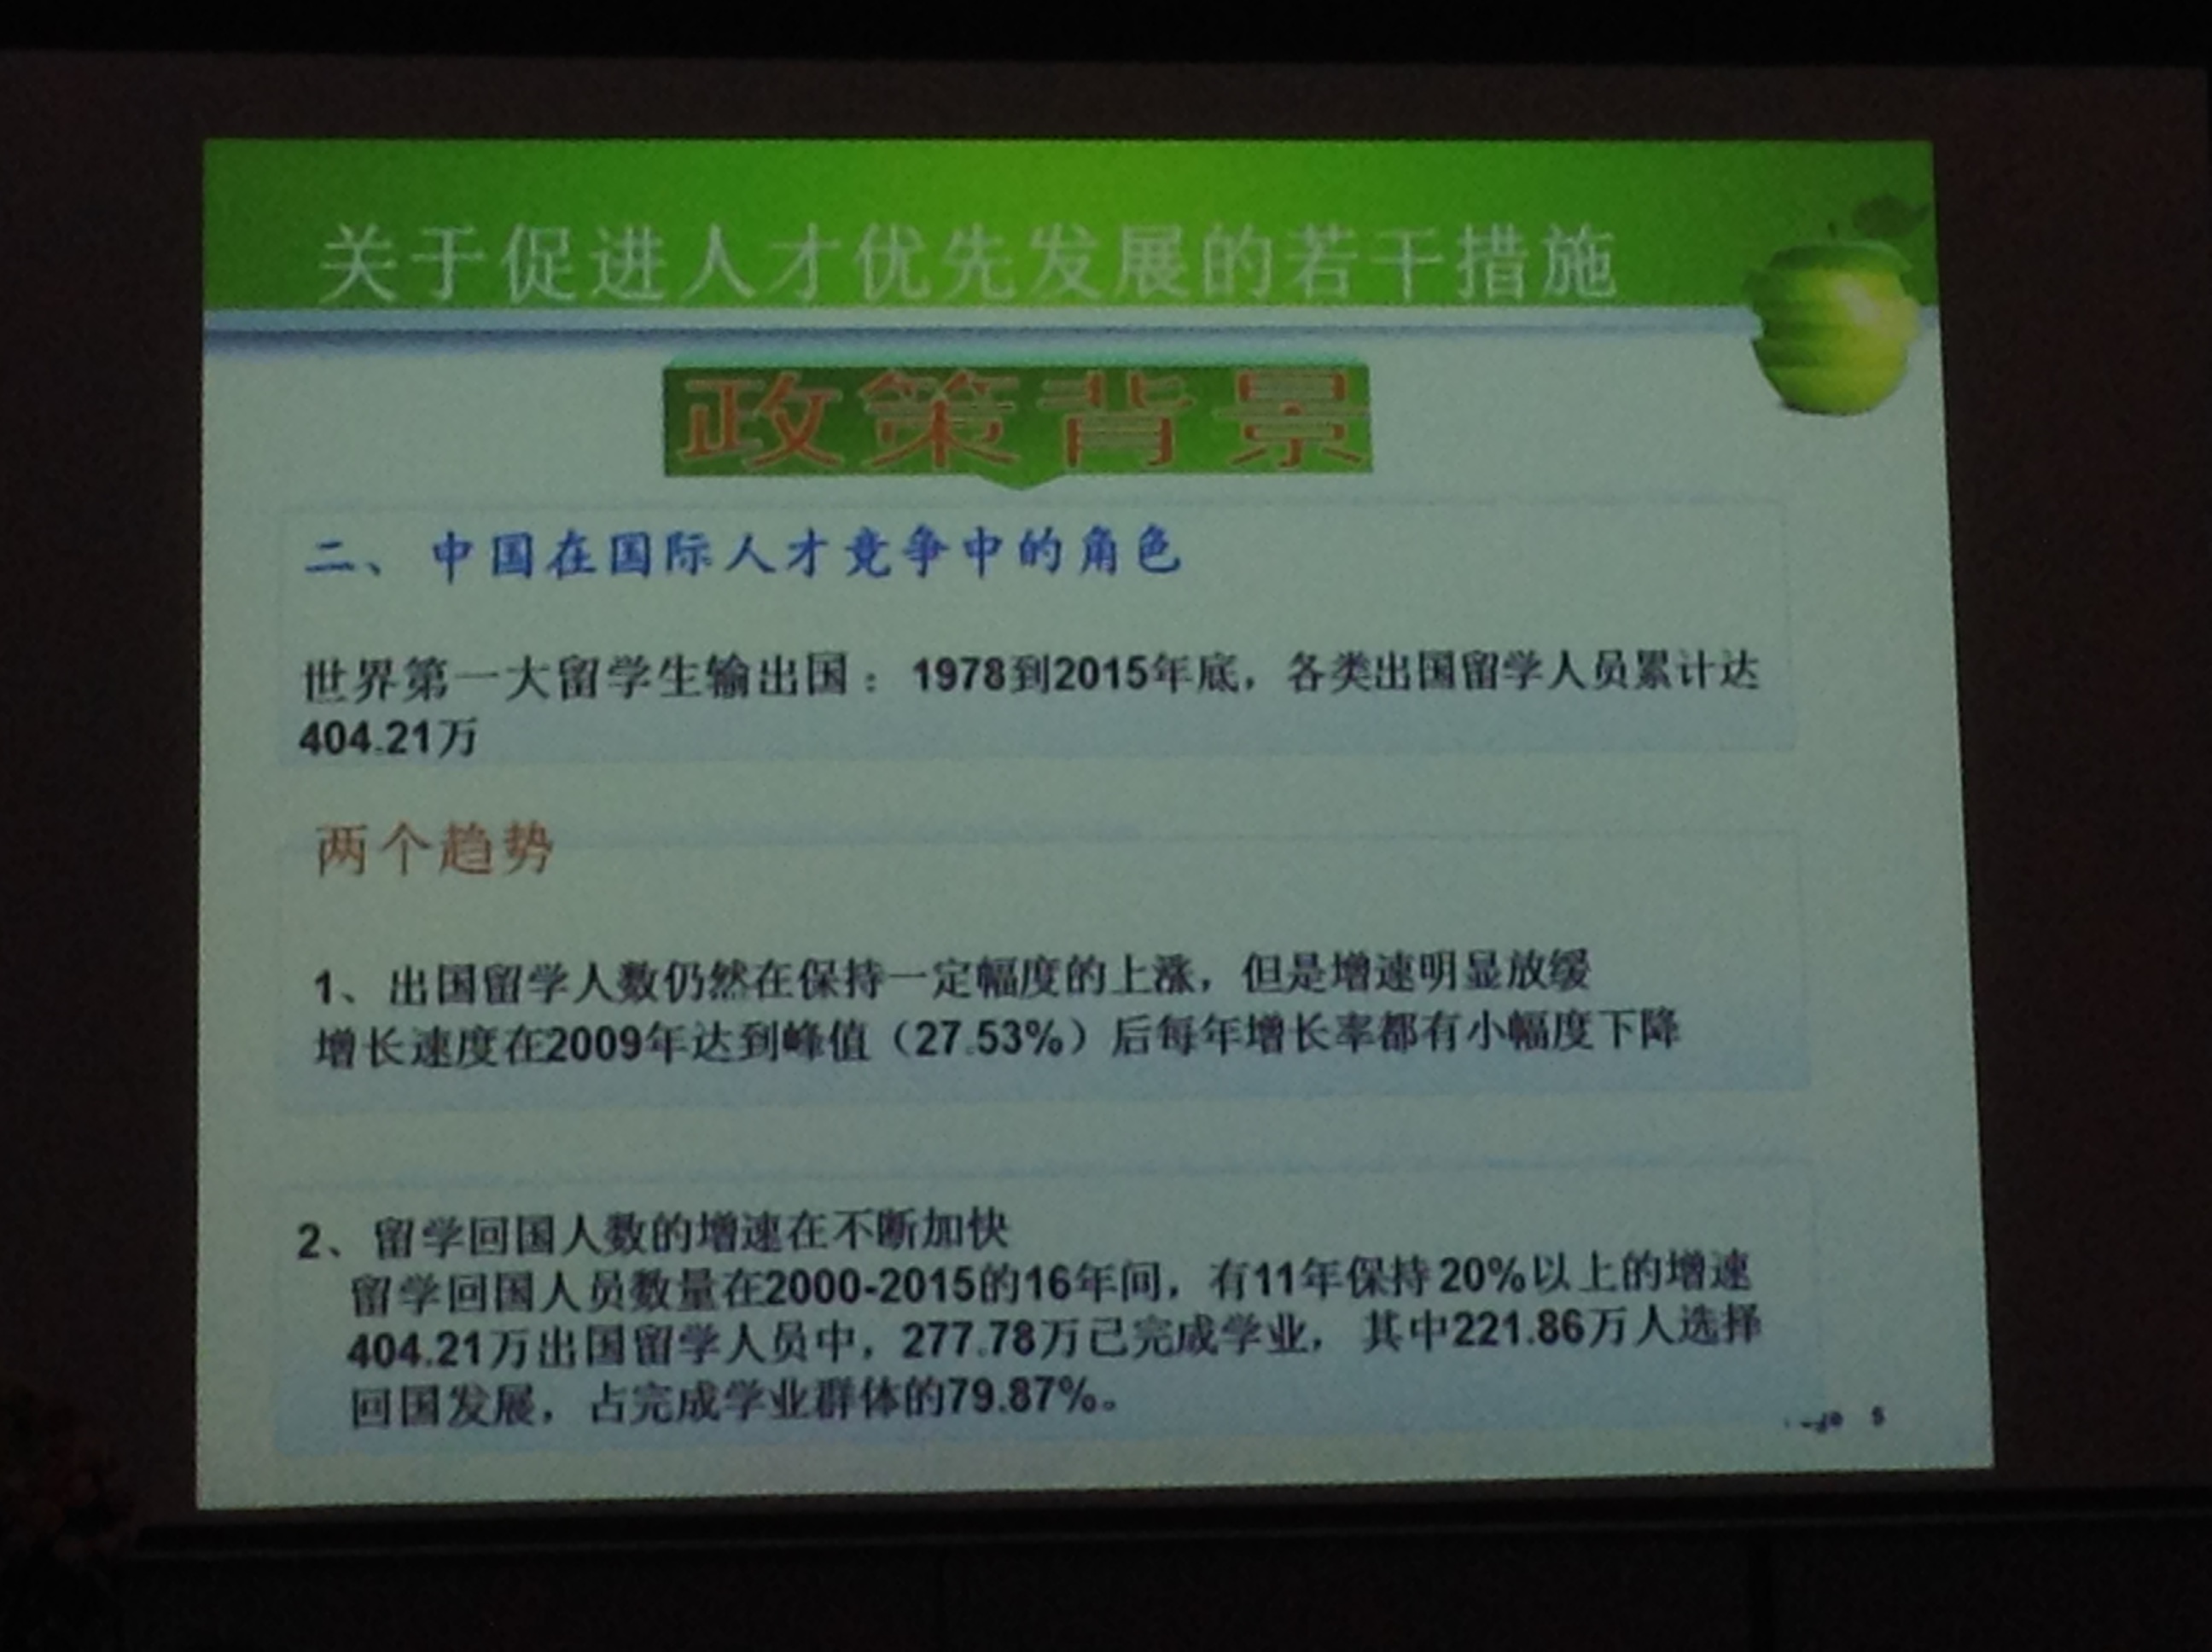 关于促进人才优先发展的若干措施
政策背景
二、中国在国际人才竞争中的角色
世界第一大留学生输出国：1978到2015年底，各类出国留学人员累计达
404.21万
两个趋势
1、出国留学人数仍然在保持一定幅度的上涨，但是增速明显放缓
增长速度在2009年达到峰值（27.53%）后每年增长率都有小幅度下降
2、留学回国人数的增速在不断加快
留学回国人员数量在2000-2015的16年间，有11年保持20%以上的增速
404.21万出国留学人员中，277.78万已完成学业，其中221.86万人选择
回国发展，占完成学业群体的79.87%。